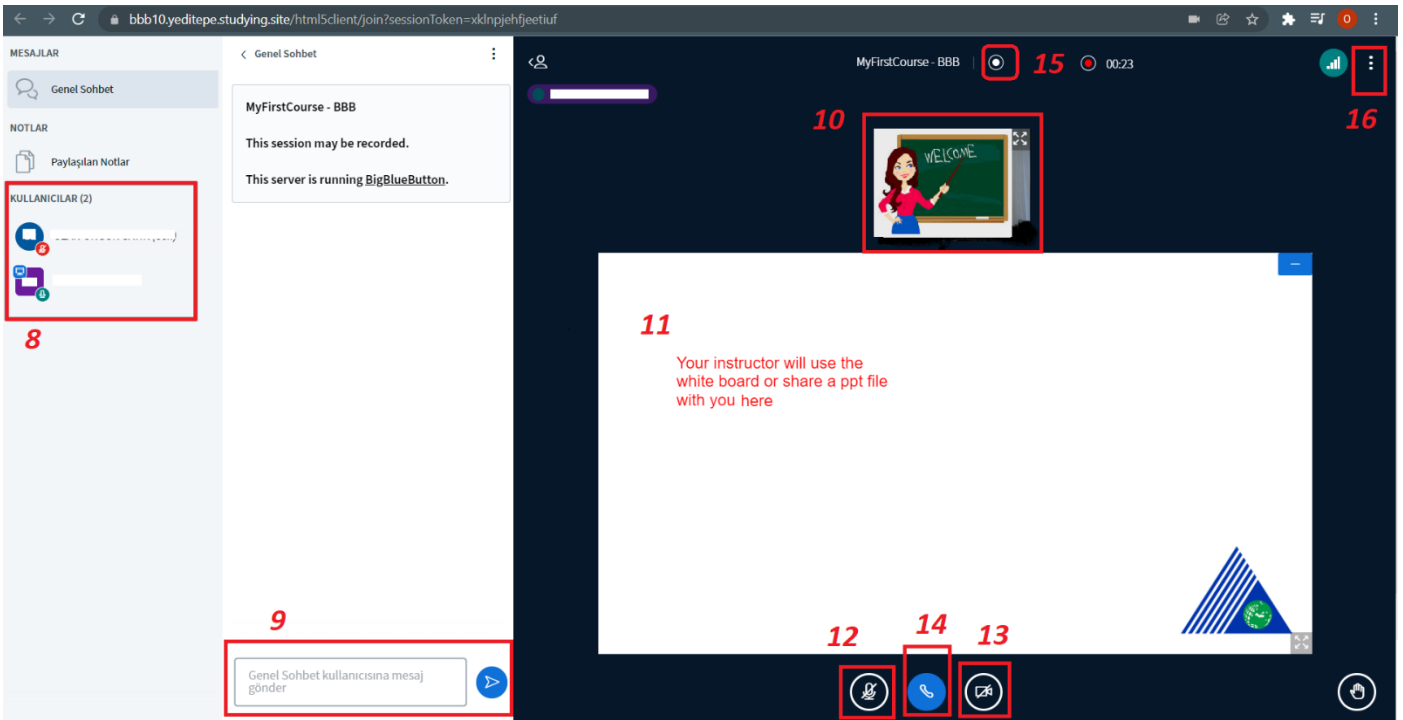 bbb10.yeditepe.studying.site/html5client/join?sessionToken=xklnpjehfjeetiuf
O
MESAJLAR
Genel Sohbet
NOTLAR
Paylaşılan Notlar
KULLANICILAR (2)
8
Genel Sohbet
MyFirstCourse - BBB
This session may be recorded.
This server is running BigBlueButton.
9
Genel Sohbet kullanıcısına mesaj
gönder
MyFirstCourse - BBB
15
00:23
16
10
WELCOME
11
Your instructor will use the
white board or share a ppt file
with you here
12
14
13